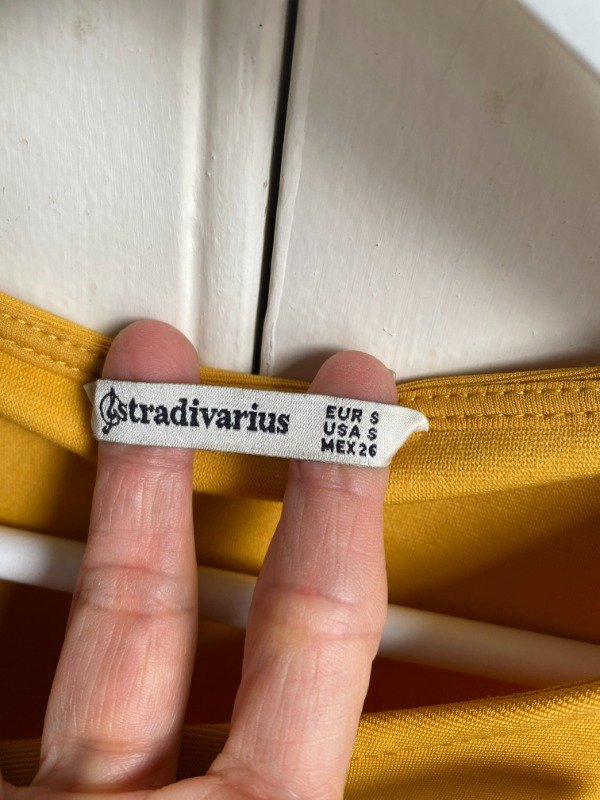 stradivarius
EUR S
USA S
MEX 26